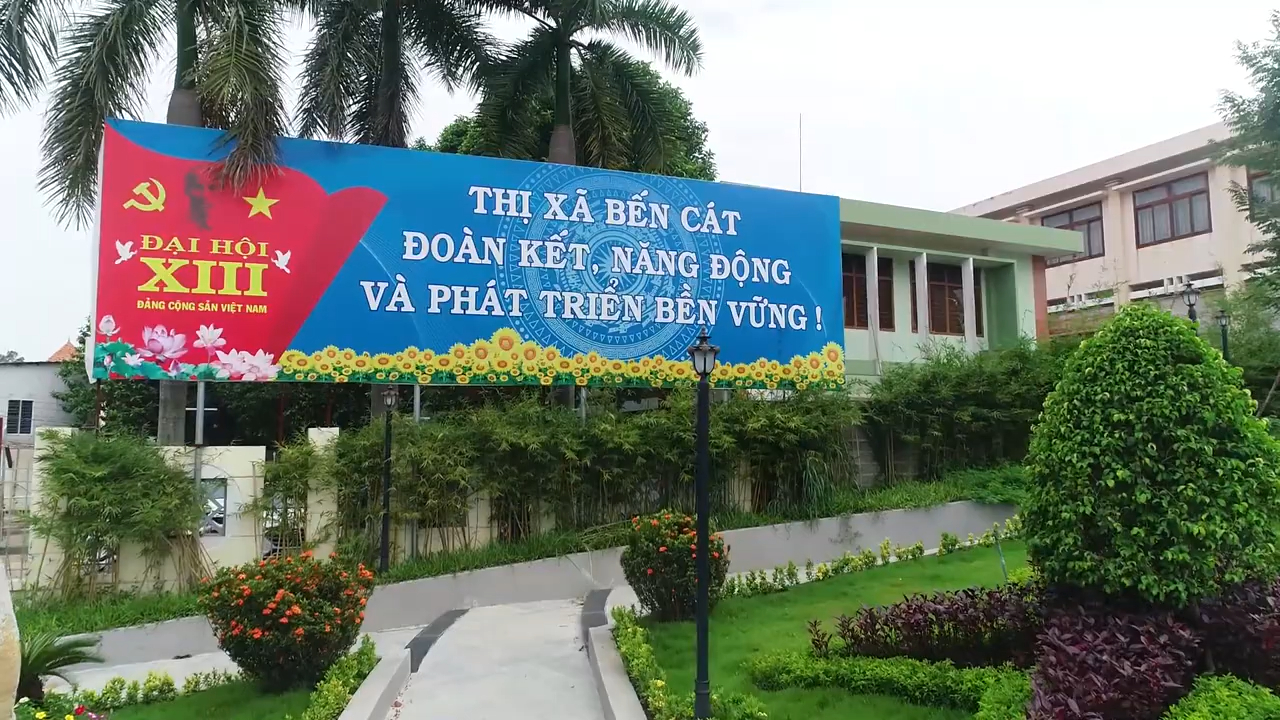 ĐẠI HỘI
XIII
ĐẢNG CỘNG SẢN VIỆT NAM
THỊ XÃ BẾN CÁT
ĐOÀN KẾT, NĂNG ĐỘNG
VÀ PHÁT TRIỂN BỀN VỮNG !